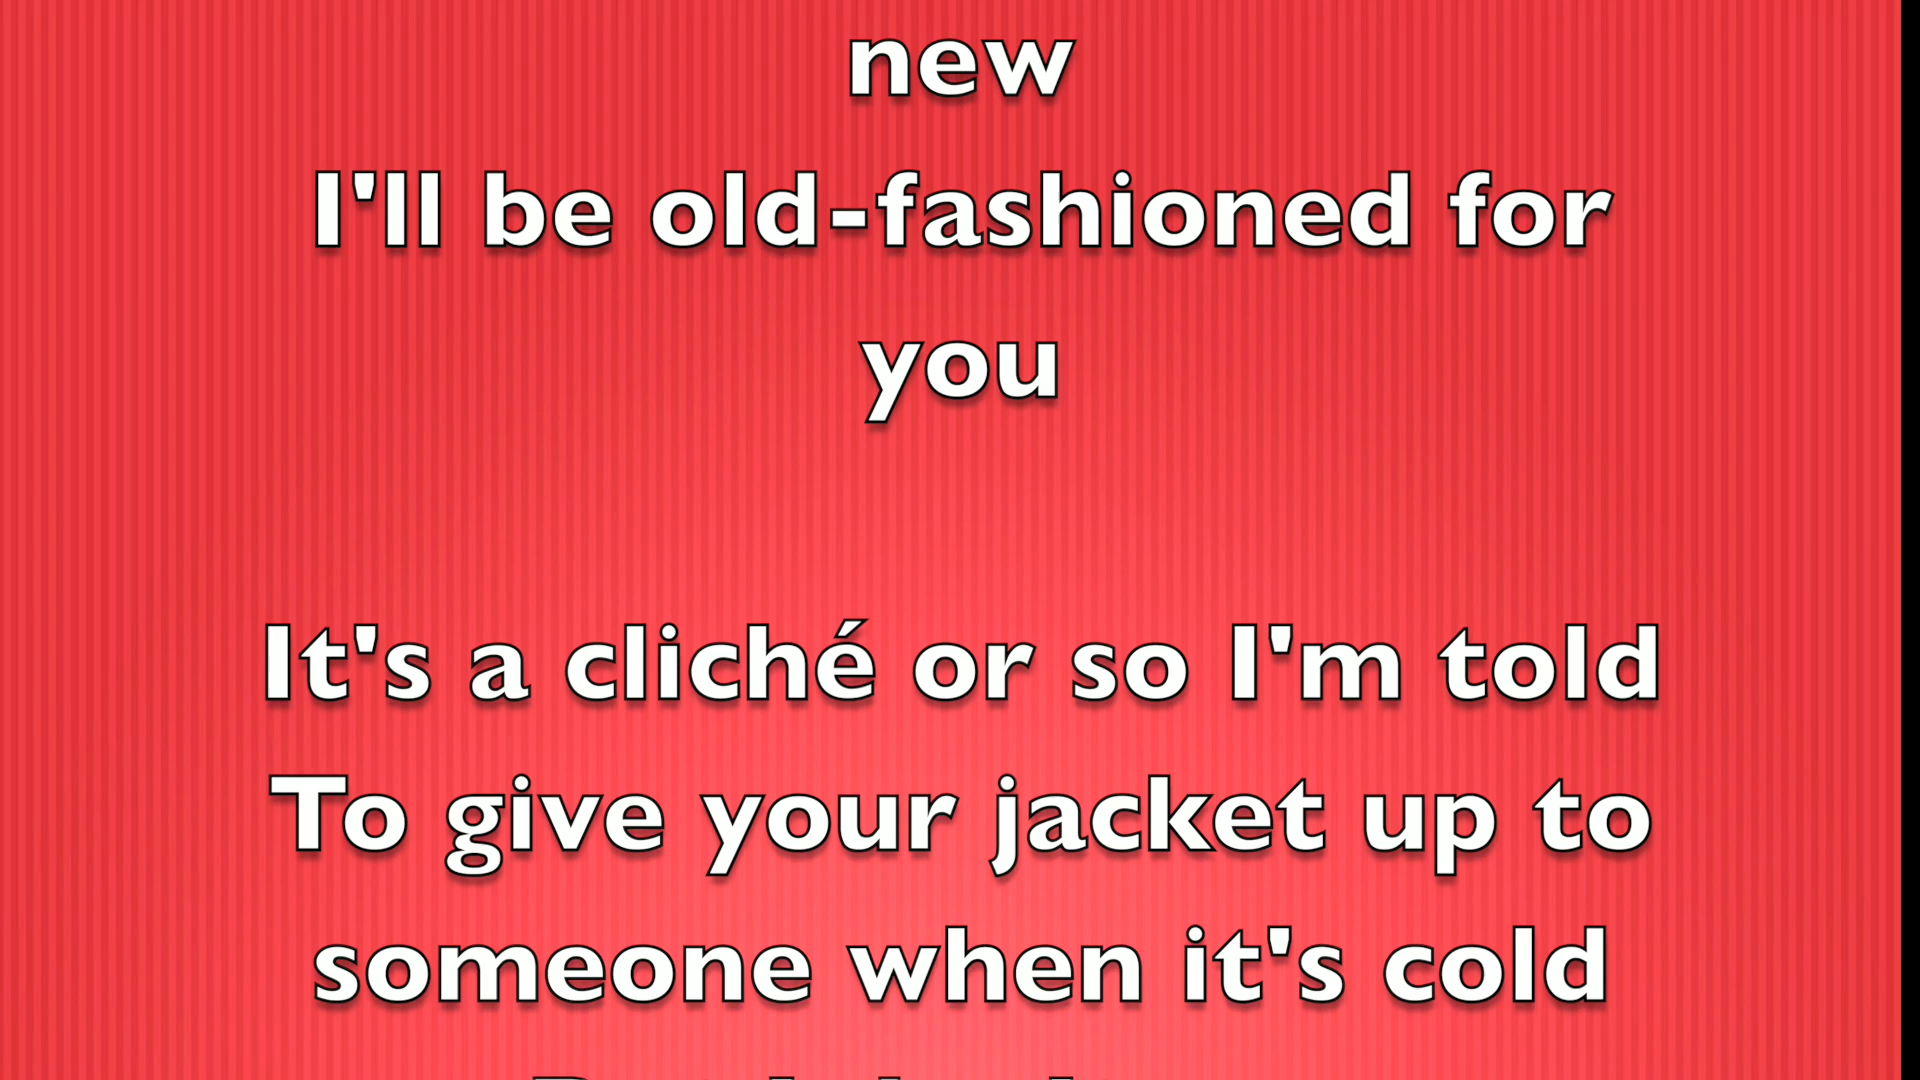 new
I'll be old-fashioned for
you
It's a cliché or so I'm told
To give your jacket up to
someone when it's cold